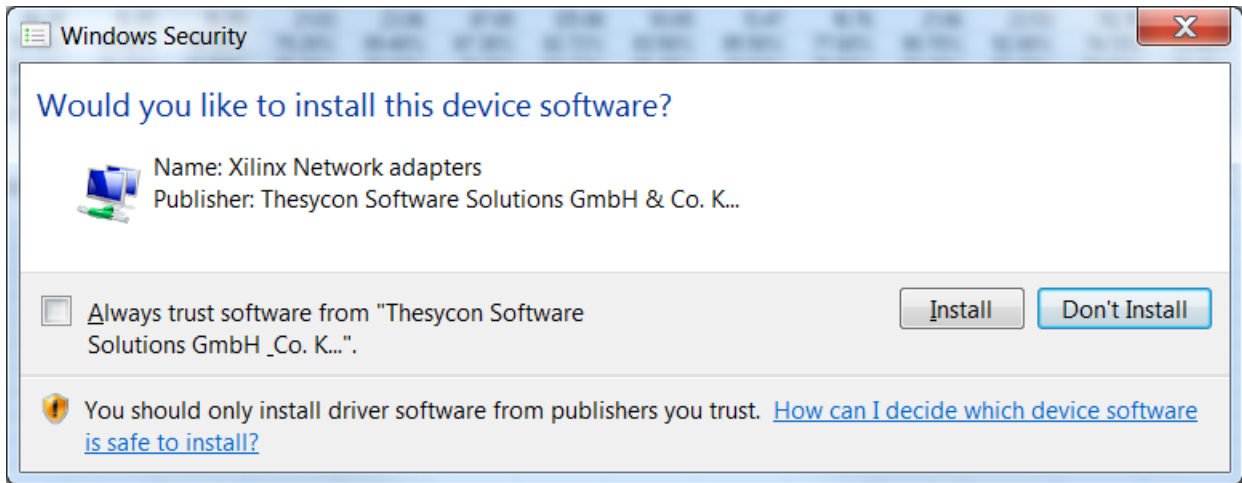 Windows Security
Would you like to install this device software?
Name: Xilinx Network adapters
Publisher: Thesycon Software Solutions GmbH & Co. K...
Always trust software from "Thesycon Software
Solutions GmbH _Co. K...".
Install
Don't Install
You should only install driver software from publishers you trust. How can I decide which device software
is safe to install?